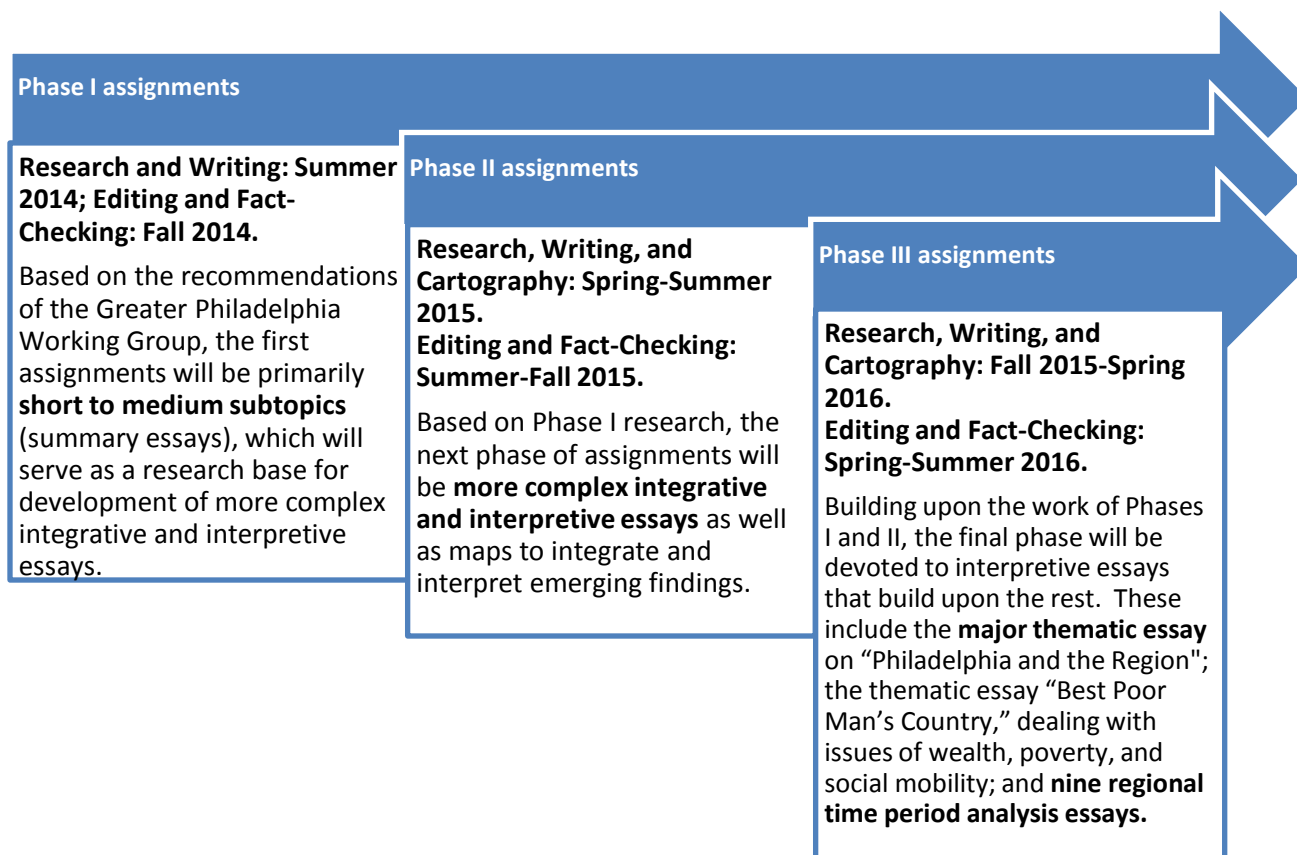 Phase I assignments
Research and Writing: Summer
2014; Editing and Fact-
Checking: Fall 2014.
Based on the recommendations
of the Greater Philadelphia
Working Group, the first
assignments will be primarily
short to medium subtopics
(summary essays), which will
serve as a research base for
development of more complex
integrative and interpretive
essays.
Phase II assignments
Research, Writing, and
Cartography: Spring-Summer
2015.
Editing and Fact-Checking:
Summer-Fall 2015.
Based on Phase I research, the
next phase of assignments will
be more complex integrative
and interpretive essays as well
as maps to integrate and
interpret emerging findings.
Phase III assignments
Research, Writing, and
Cartography: Fall 2015-Spring
2016.
Editing and Fact-Checking:
Spring-Summer 2016.
Building upon the work of Phases
I and II, the final phase will be
devoted to interpretive essays
that build upon the rest.  These
include the major thematic essay
on “Philadelphia and the Region";
the thematic essay “Best Poor
Man’s Country,” dealing with
issues of wealth, poverty, and
social mobility; and nine regional
time period analysis essays.